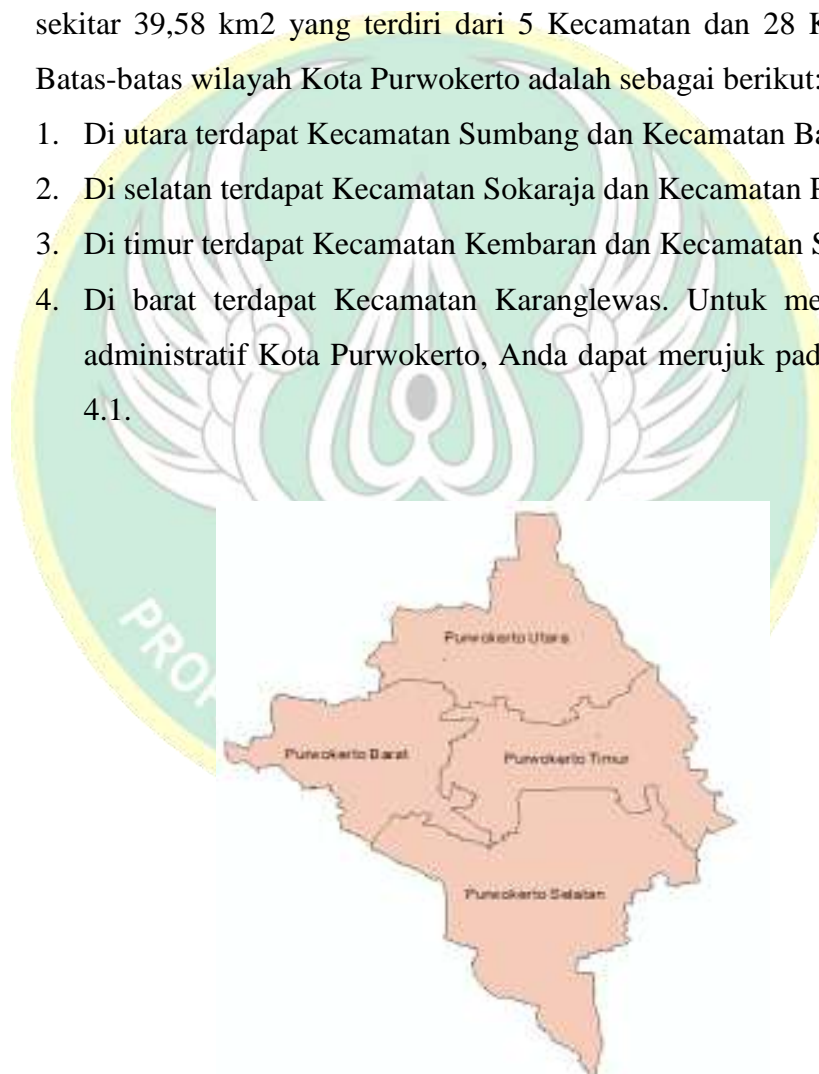 sekitar 39,58 km2 yang terdiri dari 5 Kecamatan dan 28 K
Batas-batas wilayah Kota Purwokerto adalah sebagai berikut:
1. Di utara terdapat Kecamatan Sumbang dan Kecamatan Ba
2. Di selatan terdapat Kecamatan Sokaraja dan Kecamatan
3. Di timur terdapat Kecamatan Kembaran dan Kecamatan S
4. Di barat terdapat Kecamatan Karanglewas. Untuk me
administratif Kota Purwokerto, Anda dapat merujuk pad
4.1.
PRO
Purwokerto Utara
Purwokerto Barat
Purwokerto Timur
Purwokerto Selatan